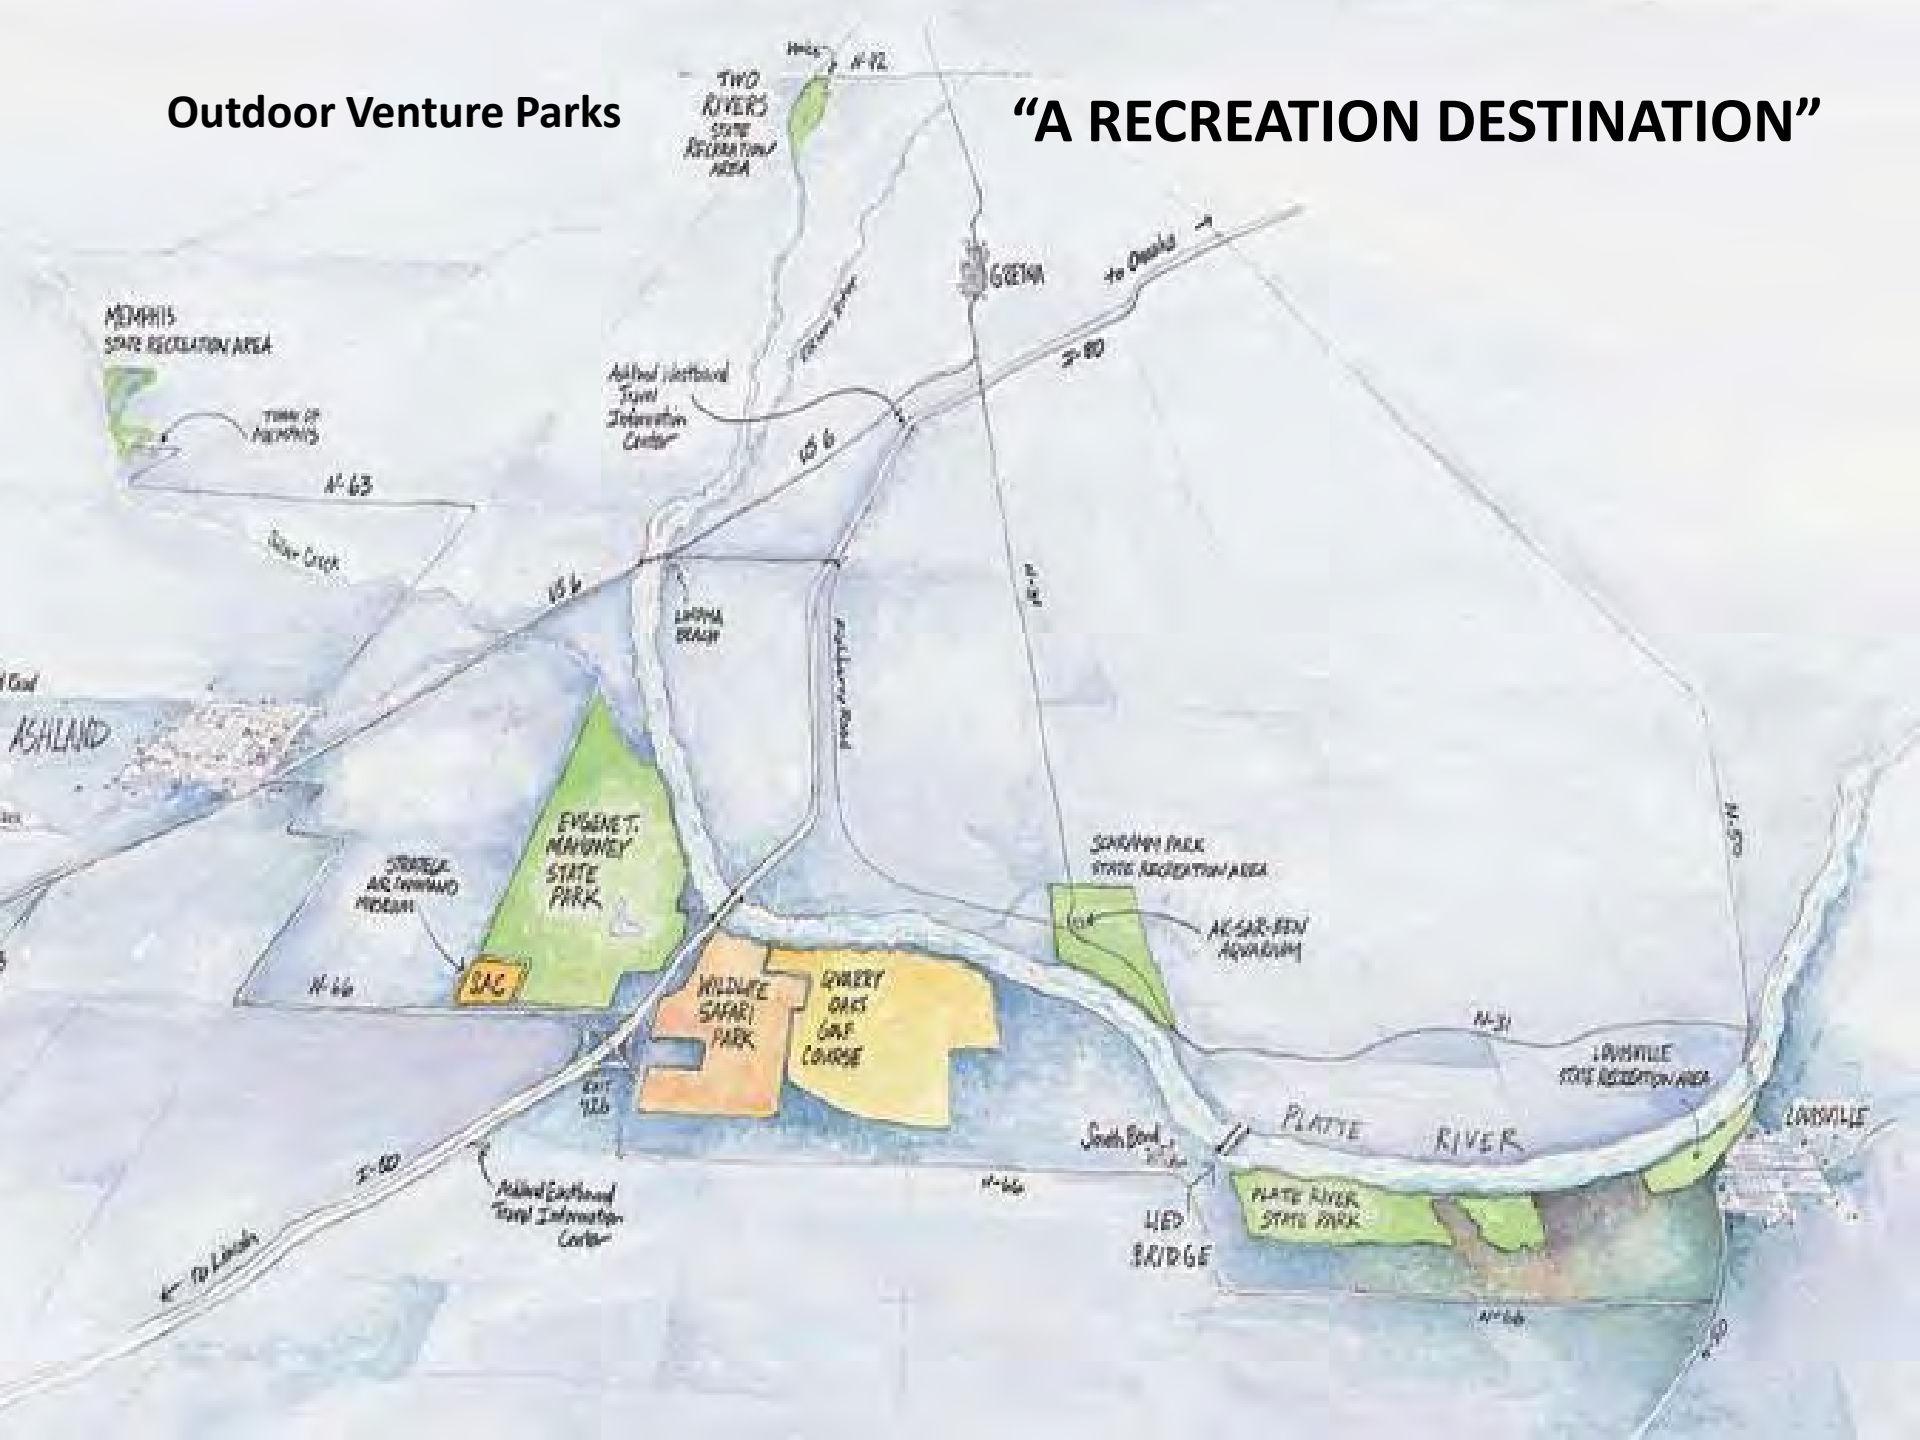 Outdoor Venture Parks
“A RECREATION DESTINATION”
N-92
TWO
RIVERS
STATE
RECREATION
AREA
GRETNA
to Omaha
I-80
MEMPHIS
STATE RECREATION AREA
TOWN OF
MEMPHIS
N-63
Ashland Westbound
Travel
Information
Center
US 6
US 6
LINOMA
BEACH
ASHLAND
EUGENE T.
MAHONEY
STATE
PARK
STRATEGIC
AIR COMMAND
MUSEUM
SAC
N-66
WILDLIFE
SAFARI
PARK
QUARRY
OAKS
GOLF
COURSE
SCHRAMM PARK
STATE RECREATION AREA
AK-SAR-BEN
AQUARIUM
N-50
N-31
LOUISVILLE
STATE RECREATION AREA
LOUISVILLE
PLATTE RIVER
South Bend
EXIT
426
I-80
Ashland Eastbound
Travel Information
Center
To Lincoln
N-66
LIED
BRIDGE
PLATTE RIVER
STATE PARK
N-66